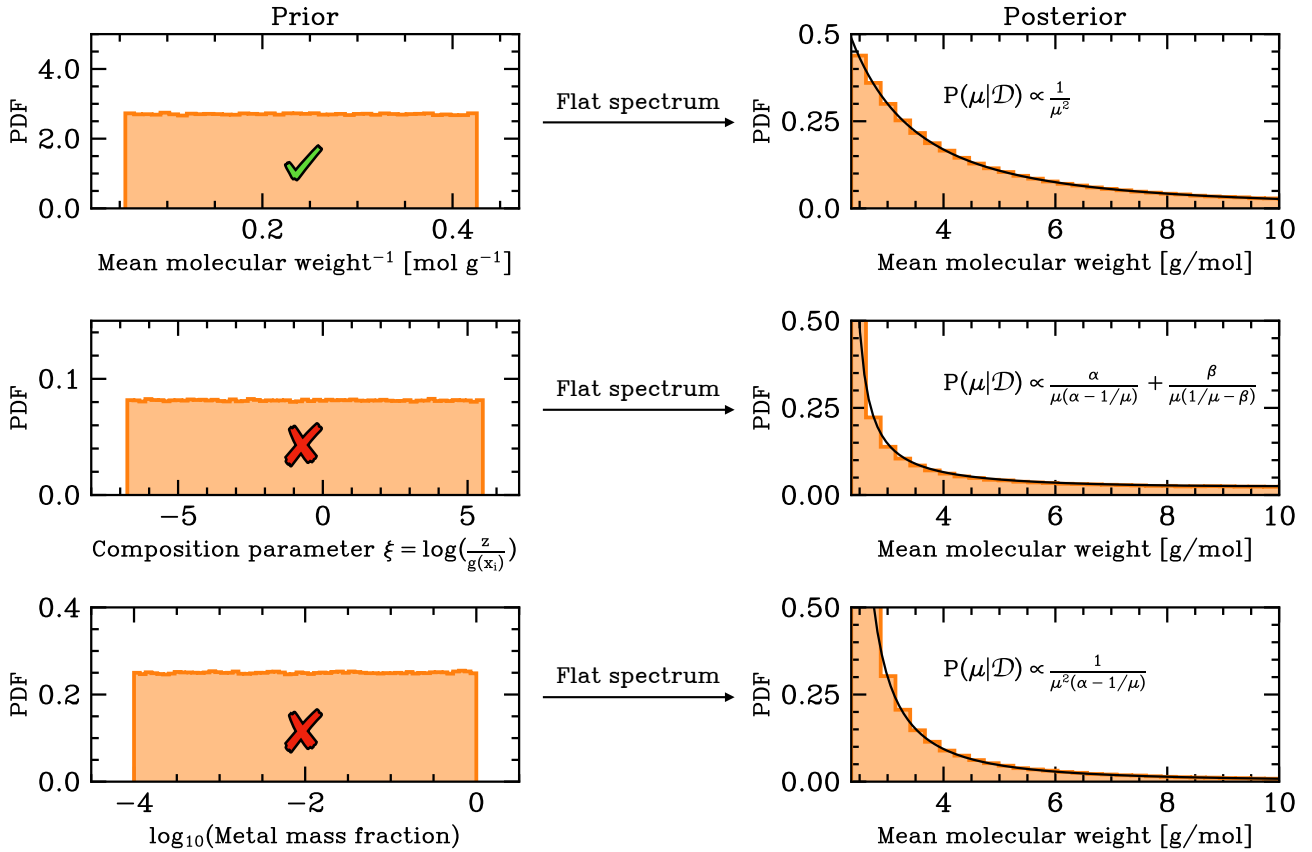 Prior
Posterior
PDF
4.0
2.0
0.0
0.2
0.4
Mean molecular weight⁻¹ [mol g⁻¹]
Flat spectrum
PDF
0.5
0.25
0.0
P(μ|𝒟) ∝ 1/μ²
4
6
8
10
Mean molecular weight [g/mol]
PDF
0.1
0.0
−5
0
5
Composition parameter ξ = log(z/g(xᵢ))
Flat spectrum
PDF
0.50
0.25
0.00
P(μ|𝒟) ∝ α/μ(α − 1/μ) + β/μ(1/μ − β)
4
6
8
10
Mean molecular weight [g/mol]
PDF
0.4
0.2
0.0
−4
−2
0
log₁₀(Metal mass fraction)
Flat spectrum
PDF
0.50
0.25
0.00
P(μ|𝒟) ∝ 1/μ²(α − 1/μ)
4
6
8
10
Mean molecular weight [g/mol]